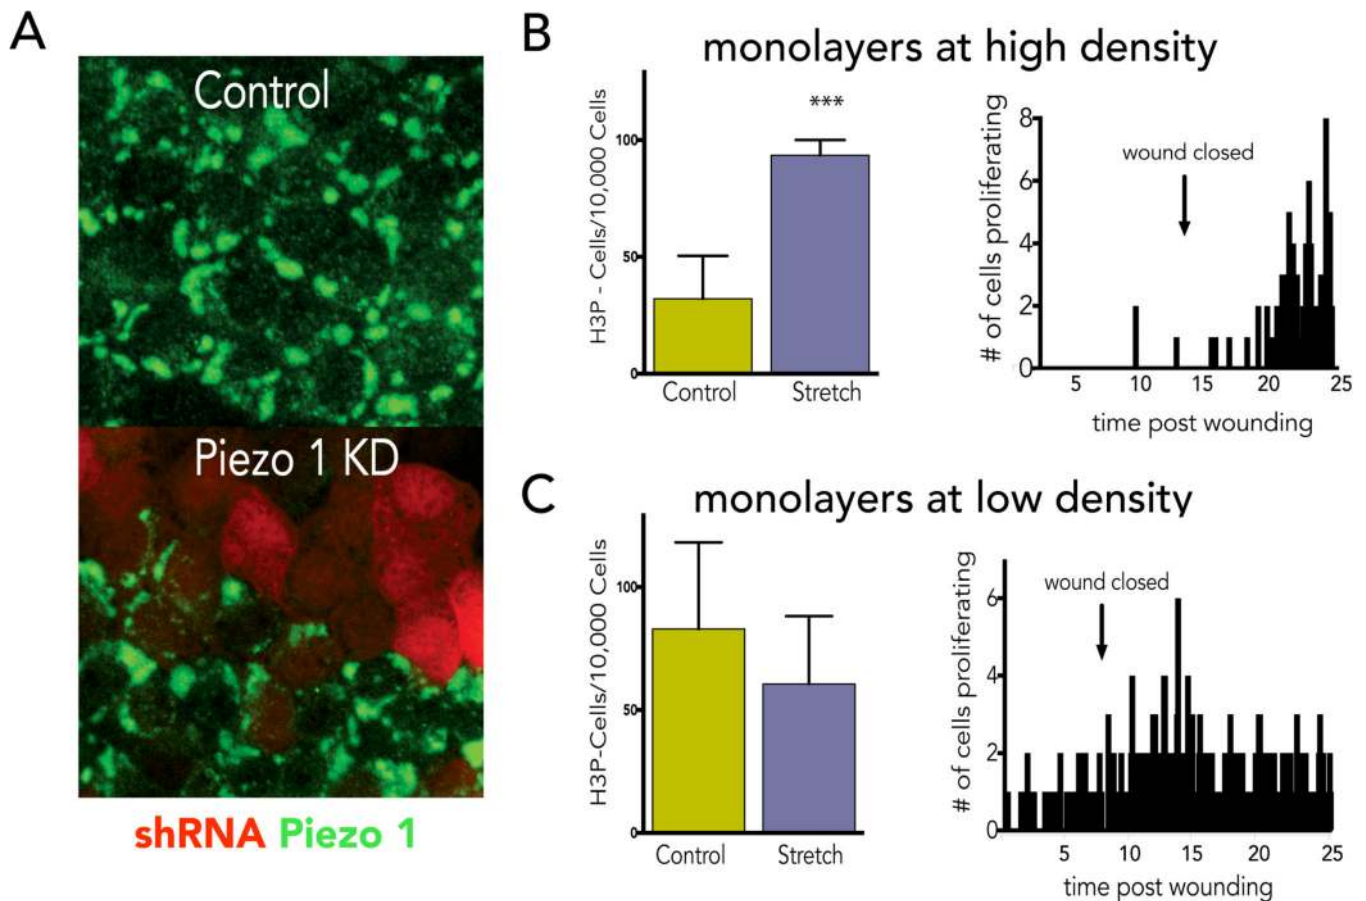 A
Control
Piezo 1 KD
shRNA Piezo 1
B
monolayers at high density
H3P - Cells/10,000 Cells
100
50
0
***
Control
Stretch
# of cells proliferating
8
6
4
2
0
wound closed
5
10
15
20
25
time post wounding
C
monolayers at low density
H3P-Cells/10,000 Cells
100
50
0
Control
Stretch
# of cells proliferating
6
4
2
0
wound closed
5
10
15
20
25
time post wounding